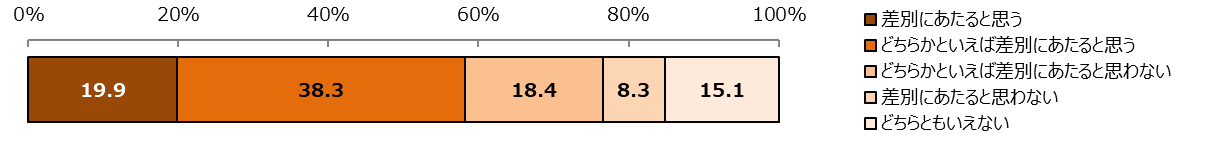 0% 20% 40% 60% 80% 100%
19.9 38.3 18.4 8.3 15.1
差別にあたると思う
どちらかといえば差別にあたると思う
どちらかといえば差別にあたると思わない
差別にあたると思わない
どちらともいえない